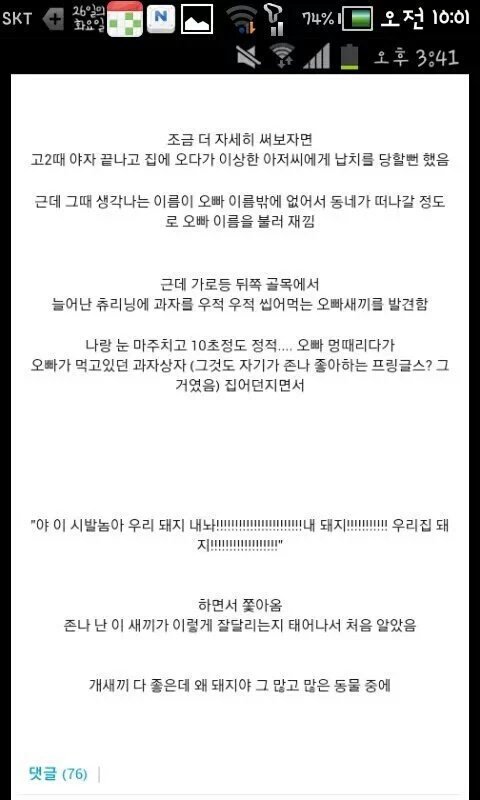 SKT 26일의 화요일 N 74% 오전 10:01
오후 3:41
조금 더 자세히 써보자면
고2때 야자 끝나고 집에 오다가 이상한 아저씨에게 납치를 당할뻔 했음
근데 그때 생각나는 이름이 오빠 이름밖에 없어서 동네가 떠나갈 정도
로 오빠 이름을 불러 재낌
근데 가로등 뒤쪽 골목에서
늘어난 츄리닝에 과자를 우적 우적 씹어먹는 오빠새끼를 발견함
나랑 눈 마주치고 10초정도 정적.... 오빠 멍때리다가
오빠가 먹고있던 과자상자 (그것도 자기가 존나 좋아하는 프링글스? 그
거였음) 집어던지면서
"야 이 시발놈아 우리 돼지 내놔!!!!!!!!!!!!!!!!!!!!!!!!내 돼지!!!!!!!!!!! 우리집 돼
지!!!!!!!!!!!!!!!!!!!"
하면서 쫓아옴
존나 난 이 새끼가 이렇게 잘달리는지 태어나서 처음 알았음
개새끼 다 좋은데 왜 돼지야 그 많고 많은 동물 중에
댓글 (76)